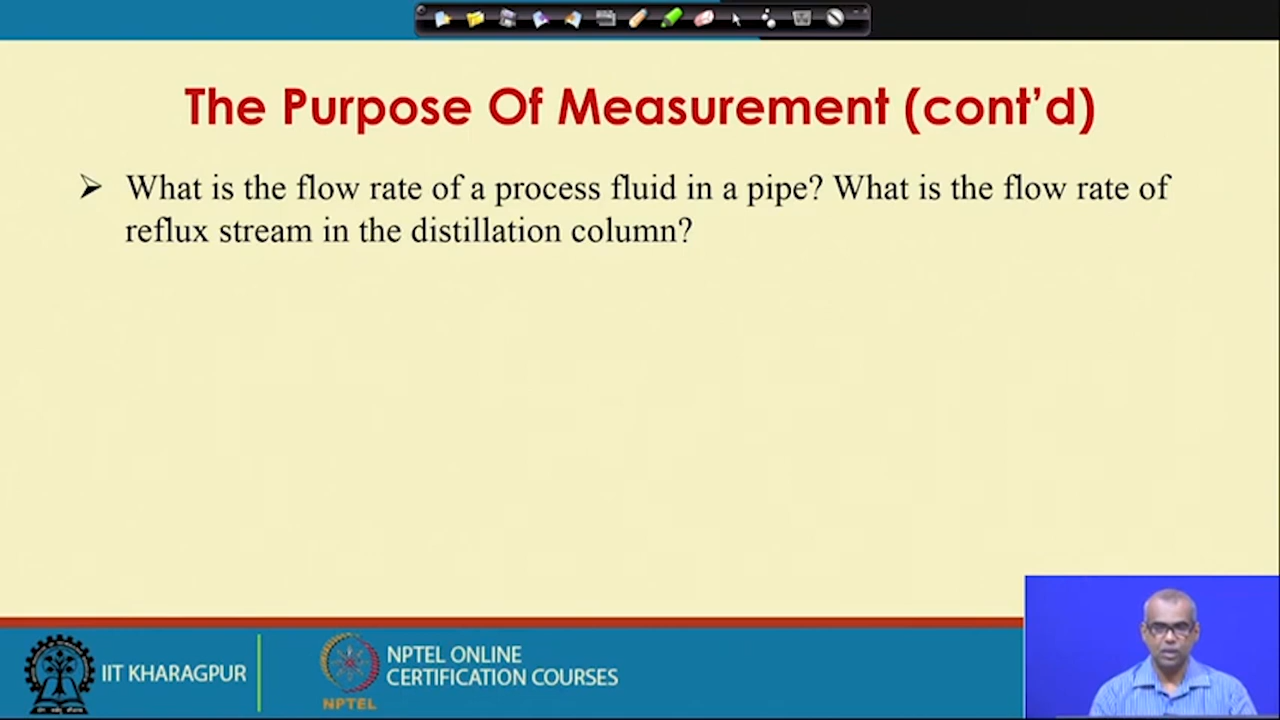 The Purpose Of Measurement (cont’d)
➢ What is the flow rate of a process fluid in a pipe? What is the flow rate of
reflux stream in the distillation column?
IIT KHARAGPUR
NPTEL
NPTEL ONLINE
CERTIFICATION COURSES